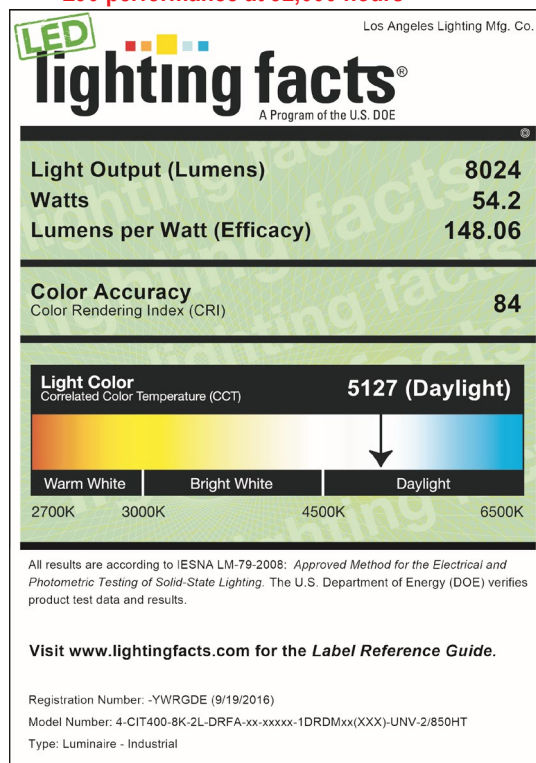 performance at
hours
Los Angeles Lighting Mfg. Co.
LED
lighting facts®
A Program of the U.S. DOE
Light Output (Lumens) 8024
Watts 54.2
Lumens per Watt (Efficacy) 148.06
Color Accuracy 84
Color Rendering Index (CRI)
Light Color 5127 (Daylight)
Correlated Color Temperature (CCT)
Warm White Bright White Daylight
2700K 3000K 4500K 6500K
All results are according to IESNA LM-79-2008: Approved Method for the Electrical and
Photometric Testing of Solid-State Lighting. The U.S. Department of Energy (DOE) verifies
product test data and results.
Visit www.lightingfacts.com for the Label Reference Guide.
Registration Number: -YWRGDE (9/19/2016)
Model Number: 4-CIT400-8K-2L-DRFA-xx-xxxxx-1DRDMxx(XXX)-UNV-2/850HT
Type: Luminaire - Industrial